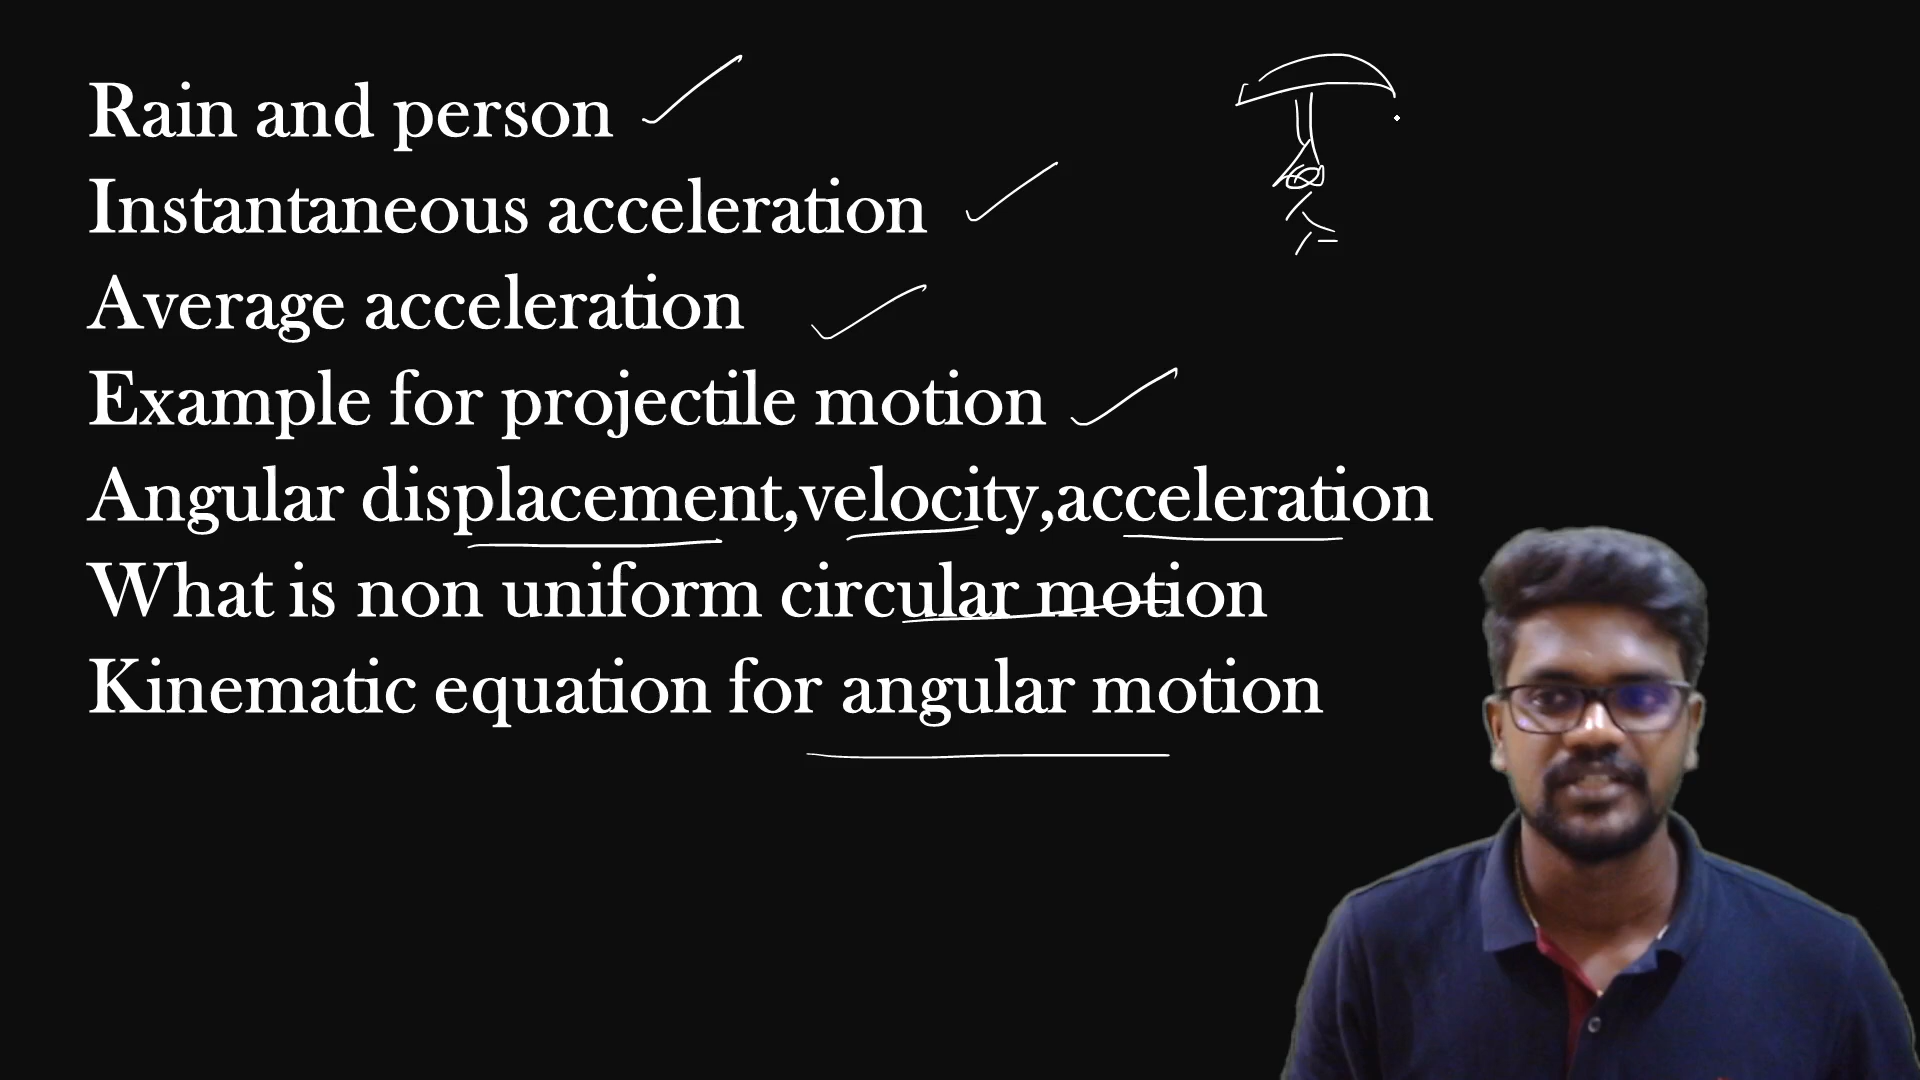 Rain and person
Instantaneous acceleration
Average acceleration
Example for projectile motion
Angular displacement,velocity,acceleration
What is non uniform circular motion
Kinematic equation for angular motion